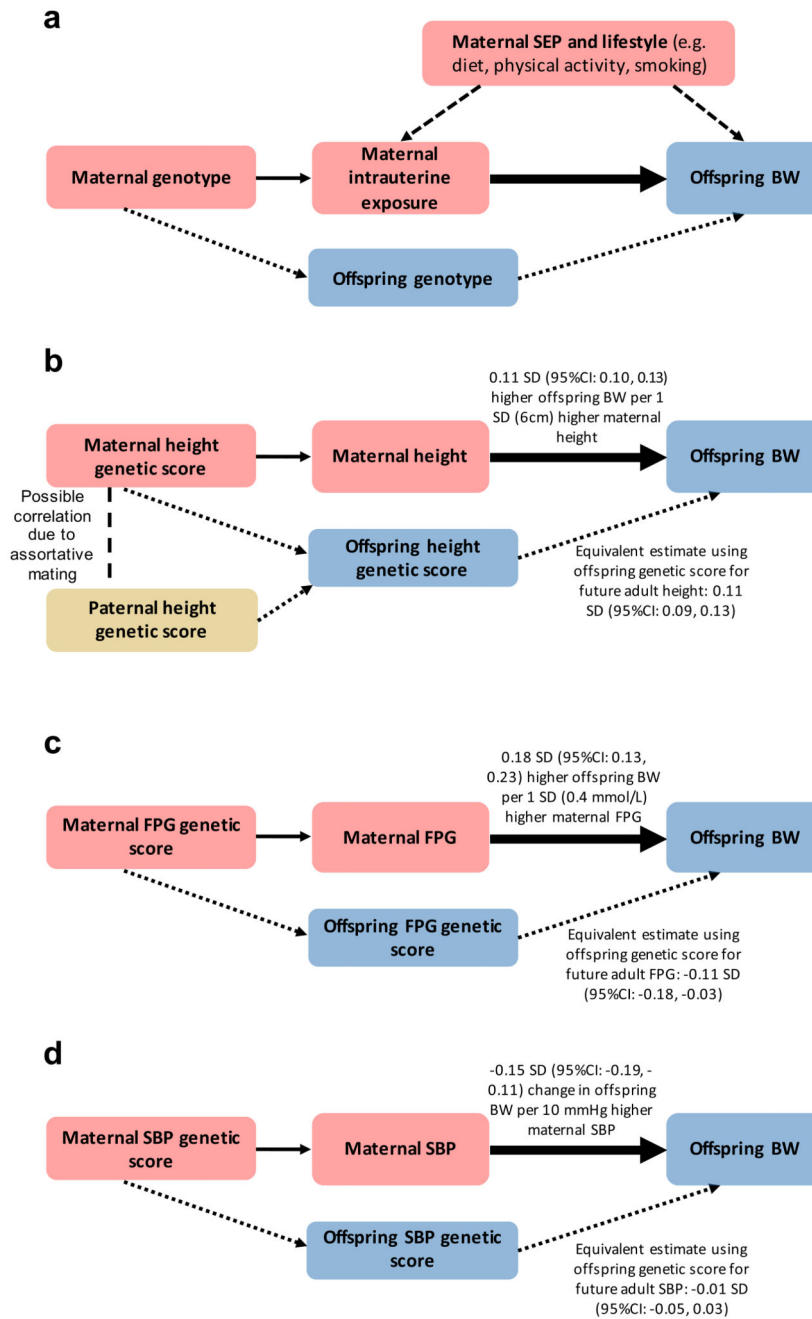 a
Maternal SEP and lifestyle (e.g.
diet, physical activity, smoking)
Maternal genotype
Maternal
intrauterine
exposure
Offspring BW
Offspring genotype
b
0.11 SD (95%CI: 0.10, 0.13)
higher offspring BW per 1
SD (6cm) higher maternal
height
Maternal height
genetic score
Maternal height
Offspring BW
Possible
correlation
due to
assortative
mating
Offspring height
genetic score
Equivalent estimate using
offspring genetic score for
future adult height: 0.11
SD (95%CI: 0.09, 0.13)
Paternal height
genetic score
c
0.18 SD (95%CI: 0.13,
0.23) higher offspring BW
per 1 SD (0.4 mmol/L)
higher maternal FPG
Maternal FPG genetic
score
Maternal FPG
Offspring BW
Offspring FPG genetic
score
Equivalent estimate using
offspring genetic score for
future adult FPG: -0.11 SD
(95%CI: -0.18, -0.03)
d
-0.15 SD (95%CI: -0.19, -
0.11) change in offspring
BW per 10 mmHg higher
maternal SBP
Maternal SBP genetic
score
Maternal SBP
Offspring BW
Offspring SBP genetic
score
Equivalent estimate using
offspring genetic score for
future adult SBP: -0.01 SD
(95%CI: -0.05, 0.03)